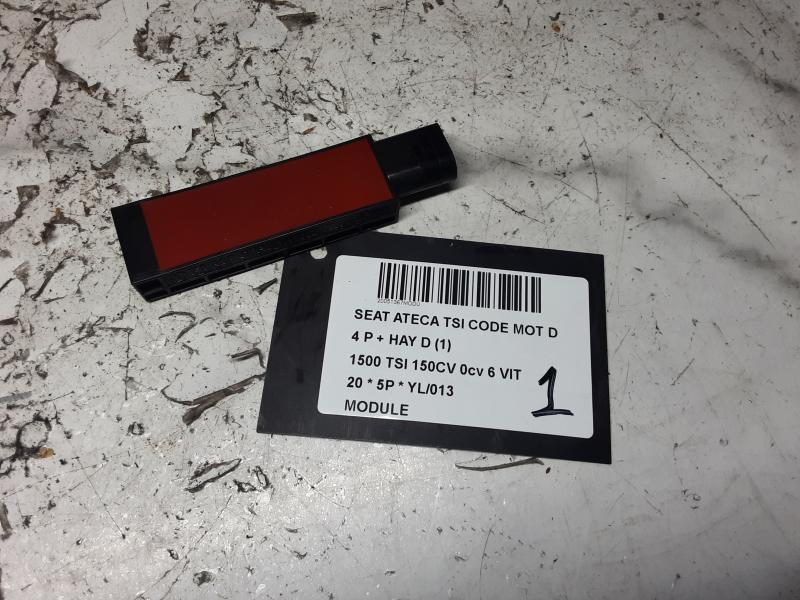 20051367MODU
SEAT ATECA TSI CODE MOT D
4 P + HAY D (1)
1500 TSI 150CV 0cv 6 VIT
20 * 5P * YL/013
MODULE
1